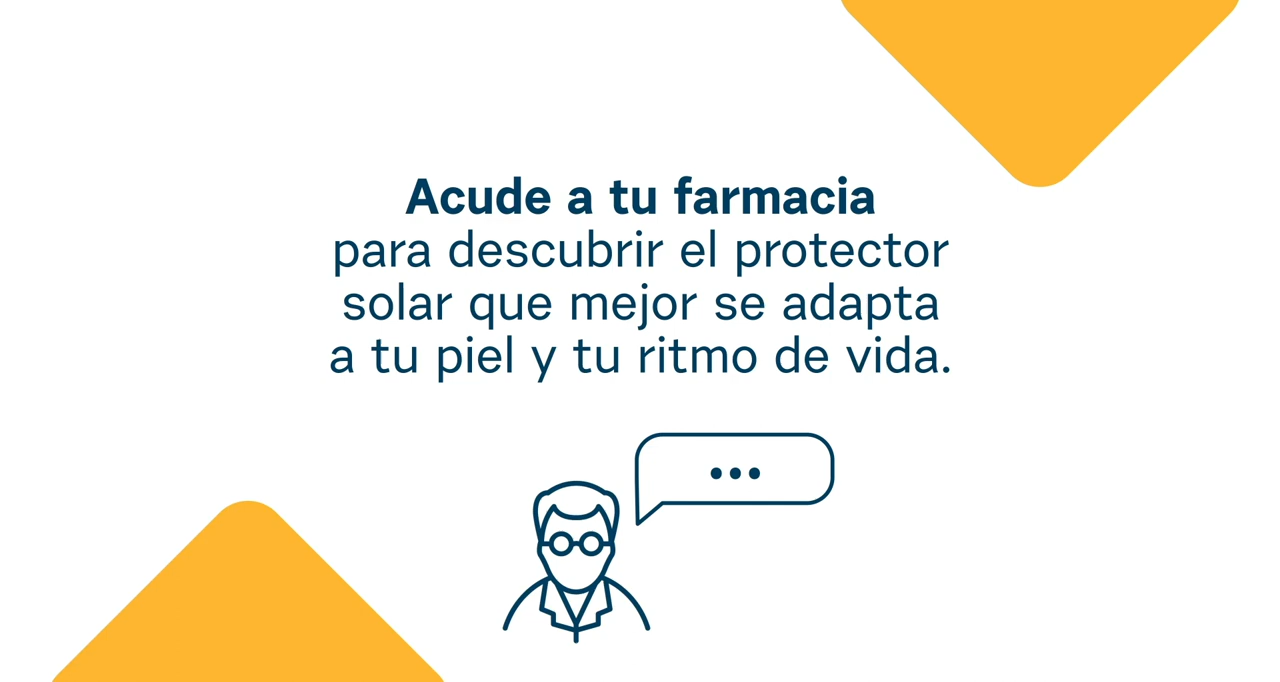 Acude a tu farmacia
para descubrir el protector
solar que mejor se adapta
a tu piel y tu ritmo de vida.